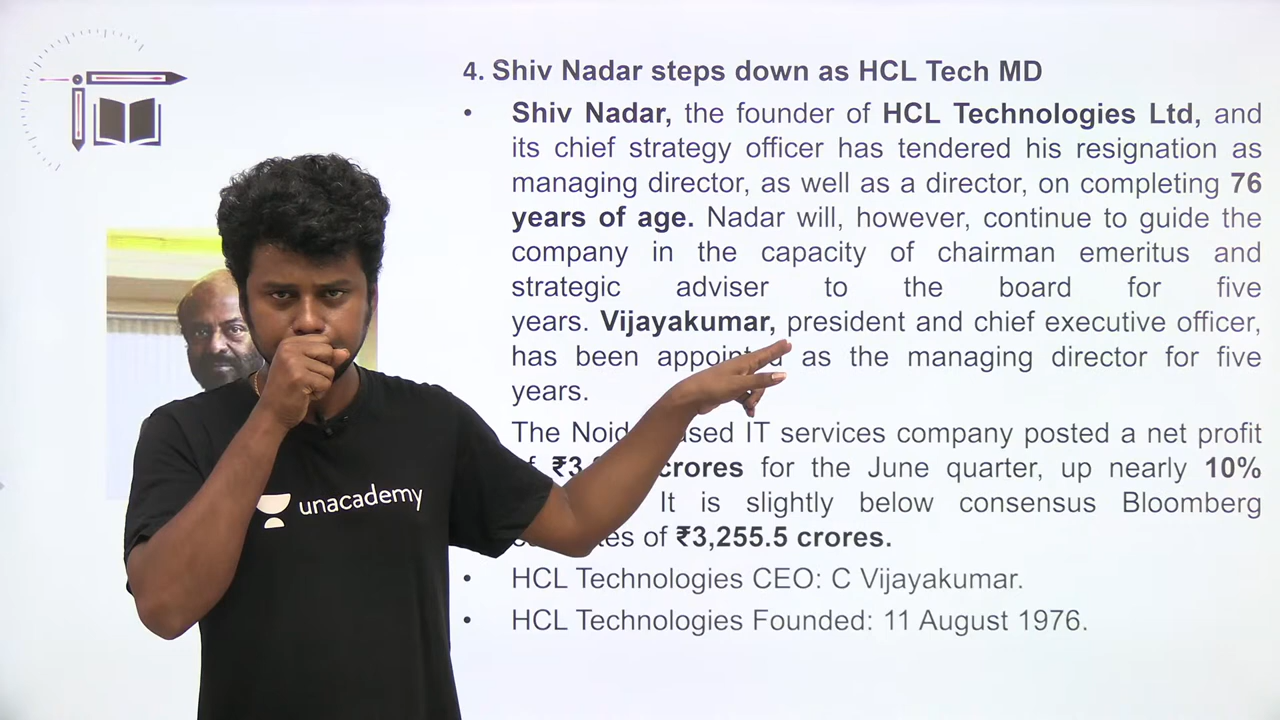 4. Shiv Nadar steps down as HCL Tech MD
• Shiv Nadar, the founder of HCL Technologies Ltd, and
its chief strategy officer has tendered his resignation as
managing director, as well as a director, on completing 76
years of age. Nadar will, however, continue to guide the
company in the capacity of chairman emeritus and
strategic adviser to the board for five
years. Vijayakumar, president and chief executive officer,
has been appointed as the managing director for five
years.
The IT services company posted a net profit
crores for the June quarter, up nearly 10%
It is slightly below consensus Bloomberg
of ₹3,255.5 crores.
• HCL Technologies CEO: C Vijayakumar.
• HCL Technologies Founded: 11 August 1976.
unacademy